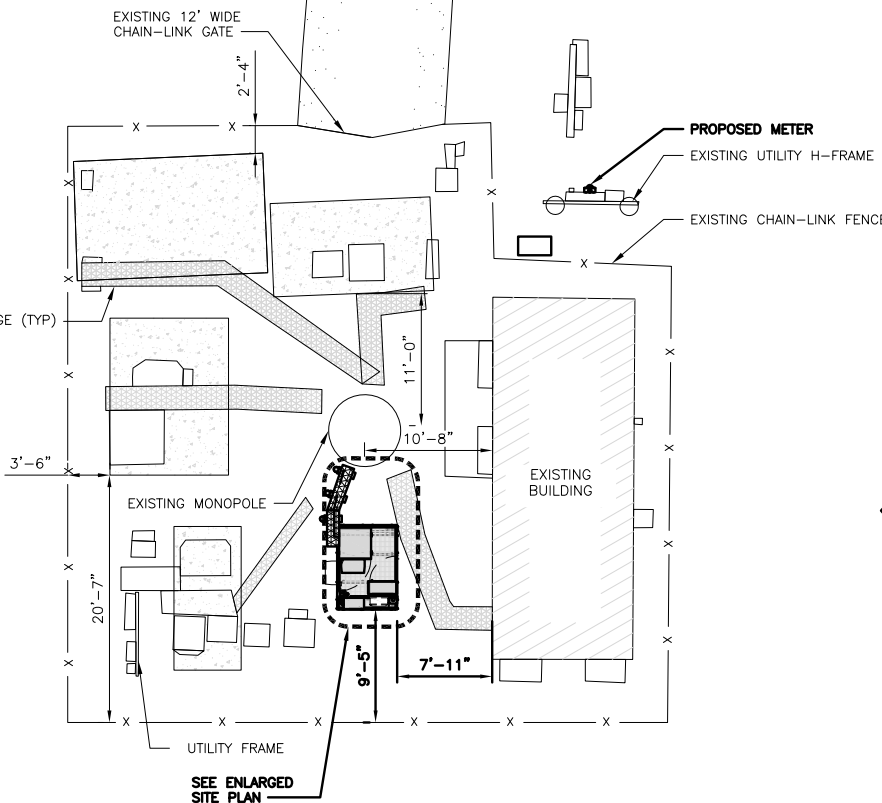 EXISTING 12' WIDE
CHAIN-LINK GATE
2'-4"
PROPOSED METER
EXISTING UTILITY H-FRAME
EXISTING CHAIN-LINK FENCE
GE (TYP)
11'-0"
10'-8"
3'-6"
EXISTING
BUILDING
EXISTING MONOPOLE
20'-7"
9'-5"
7'-11"
UTILITY FRAME
SEE ENLARGED
SITE PLAN